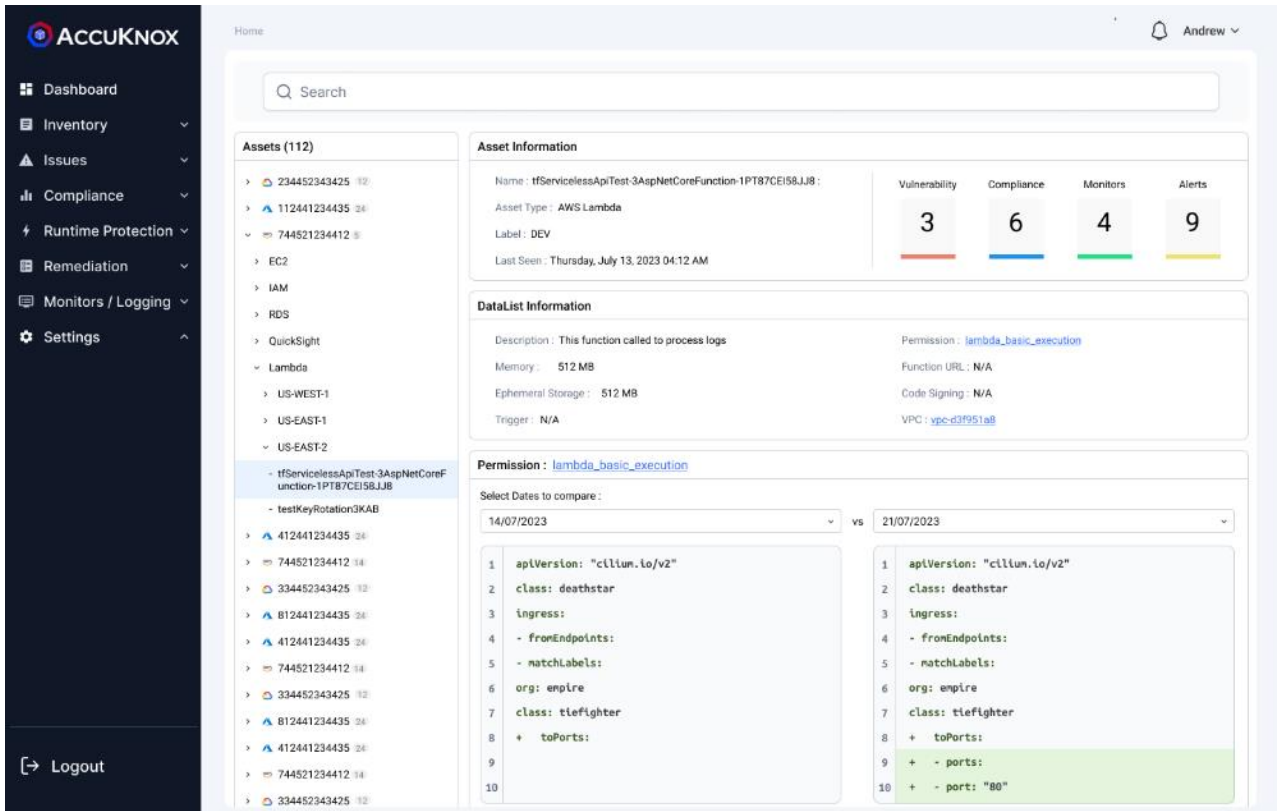 ACCUKNOX
Home
Andrew
Dashboard
Inventory
Issues
Compliance
Runtime Protection
Remediation
Monitors / Logging
Settings
Logout
Search
Assets (112)
234452343425 12
112441234435 24
744521234412 5
EC2
IAM
RDS
QuickSight
Lambda
US-WEST-1
US-EAST-1
US-EAST-2
- tfServicelessApiTest-3AspNetCoreF
unction-1PT87CEI58JJ8
- testKeyRotation3KAB
412441234435 24
744521234412 14
334452343425 12
812441234435 24
412441234435 24
744521234412 14
334452343425 12
812441234435 24
412441234435 24
744521234412 14
334452343425 12
Asset Information
Name : tfServicelessApiTest-3AspNetCoreFunction-1PT87CEI58JJ8 :
Asset Type : AWS Lambda
Label : DEV
Last Seen : Thursday, July 13, 2023 04:12 AM
Vulnerability Compliance Monitors Alerts
3 6 4 9
DataList Information
Description : This function called to process logs
Memory : 512 MB
Ephemeral Storage : 512 MB
Trigger : N/A
Permission : lambda_basic_execution
Function URL : N/A
Code Signing : N/A
VPC : vpc-d3f951a8
Permission : lambda_basic_execution
Select Dates to compare :
14/07/2023 vs 21/07/2023
1 apiVersion: "cilium.io/v2"
2 class: deathstar
3 ingress:
4 - fromEndpoints:
5 - matchLabels:
6 org: empire
7 class: tiefighter
8 + toPorts:
9
10
1 apiVersion: "cilium.io/v2"
2 class: deathstar
3 ingress:
4 - fromEndpoints:
5 - matchLabels:
6 org: empire
7 class: tiefighter
8 + toPorts:
9 + - ports:
10 + - port: "80"